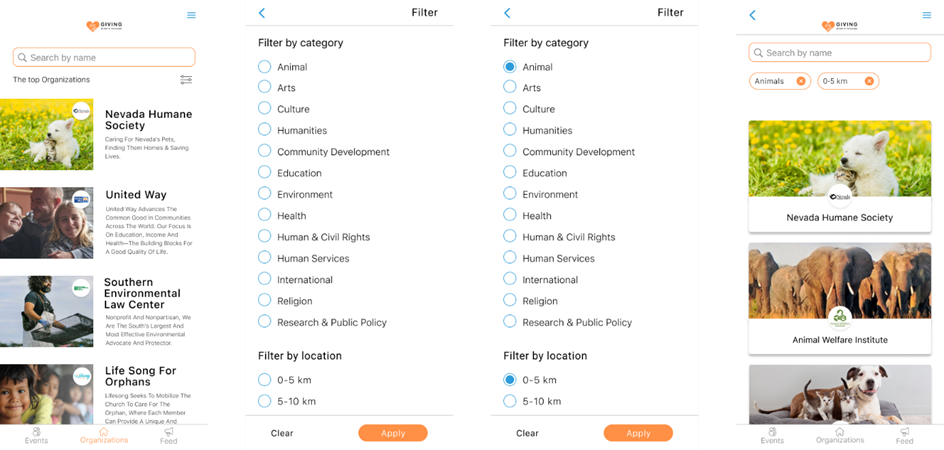 GIVING
Search by name
The top Organizations
Nevada Humane
Society
Caring For Nevada's Pets,
Finding Them Homes & Saving
Lives.
United Way
United Way Advances The
Common Good In Communities
Across The World. Our Focus Is
On Education, Income And
Health—The Building Blocks For
A Good Quality Of Life.
Southern
Environmental
Law Center
Nonprofit And Nonpartisan, We
Are The South's Largest And
Most Effective Environmental
Advocate And Protector.
Life Song For
Orphans
Lifesong Seeks To Mobilize The
Church To Care For The
Orphan, Where Each Member
Can Provide A Unique And
Events
Organizations
Feed
Filter
Filter by category
Animal
Arts
Culture
Humanities
Community Development
Education
Environment
Health
Human & Civil Rights
Human Services
International
Religion
Research & Public Policy
Filter by location
0-5 km
5-10 km
Clear
Apply
Filter
Filter by category
Animal
Arts
Culture
Humanities
Community Development
Education
Environment
Health
Human & Civil Rights
Human Services
International
Religion
Research & Public Policy
Filter by location
0-5 km
5-10 km
Clear
Apply
GIVING
Search by name
Animals
0-5 km
Nevada Humane Society
Animal Welfare Institute
Events
Organizations
Feed